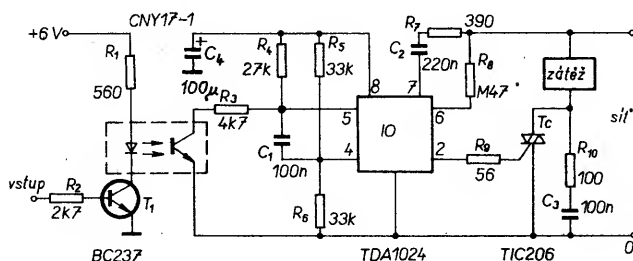 CNY17-1
+6 V
R1
560
C4
+
100µ
R4
27k
R5
33k
R7
390
C2
220n
R8
M47
zátěž
síť
R3
4k7
C1
100n
8
7
5
6
4
2
IO
Tc
R9
56
R10
100
C3
100n
vstup
R2
2k7
T1
R6
33k
0
BC237
TDA1024
TIC206